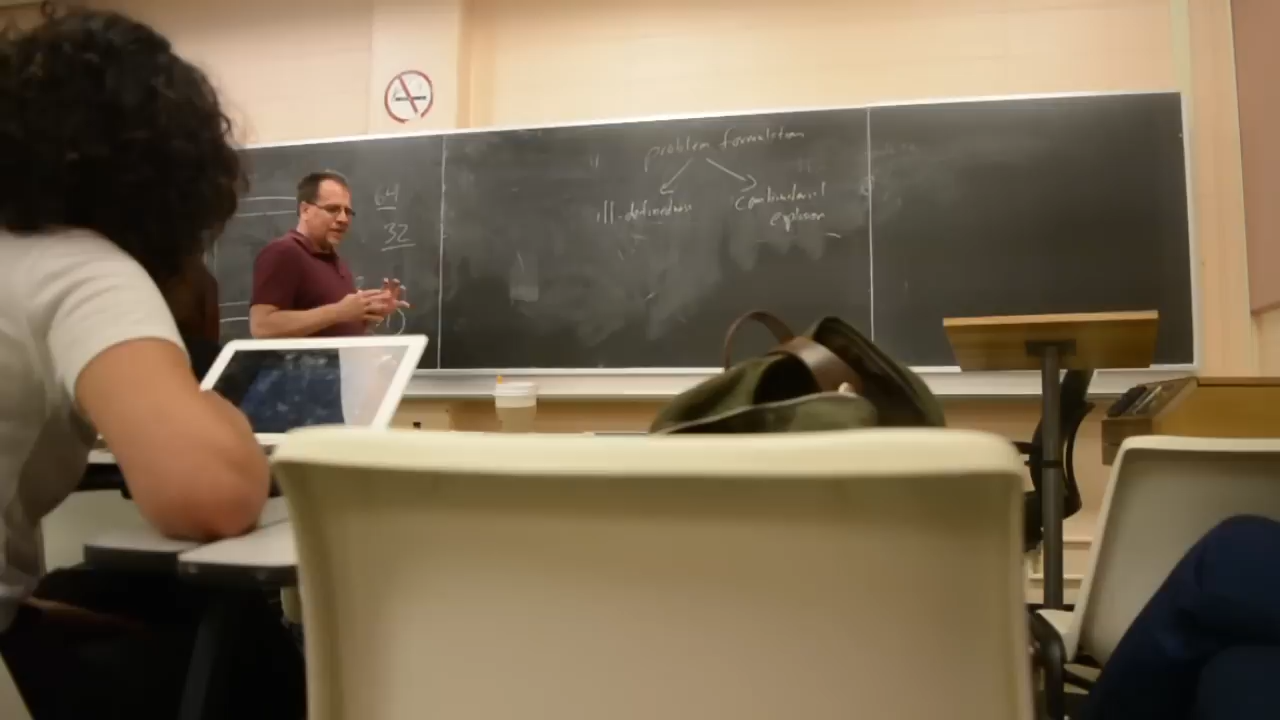 problem formulation
64
ill-definedness
combinatorial
explosion
32